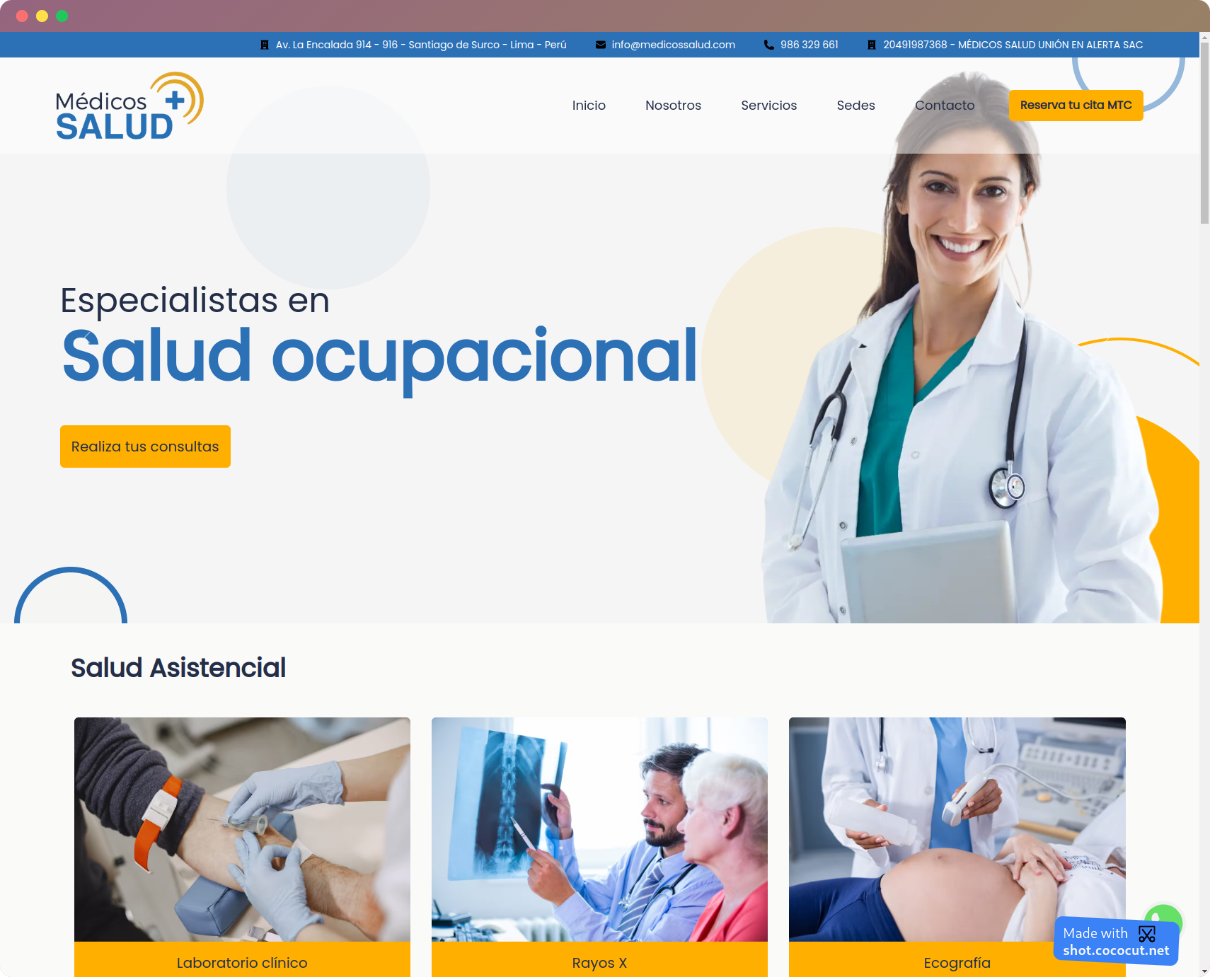 Av. La Encalada 914 - 916 - Santiago de Surco - Lima - Perú
info@medicossalud.com
986 329 661
20491987368 - MÉDICOS SALUD UNIÓN EN ALERTA SAC
Médicos
SALUD
Inicio
Nosotros
Servicios
Sedes
Contacto
Reserva tu cita MTC
Especialistas en
Salud ocupacional
Realiza tus consultas
Salud Asistencial
Laboratorio clínico
Rayos X
Ecografía
Made with
shot.cococut.net